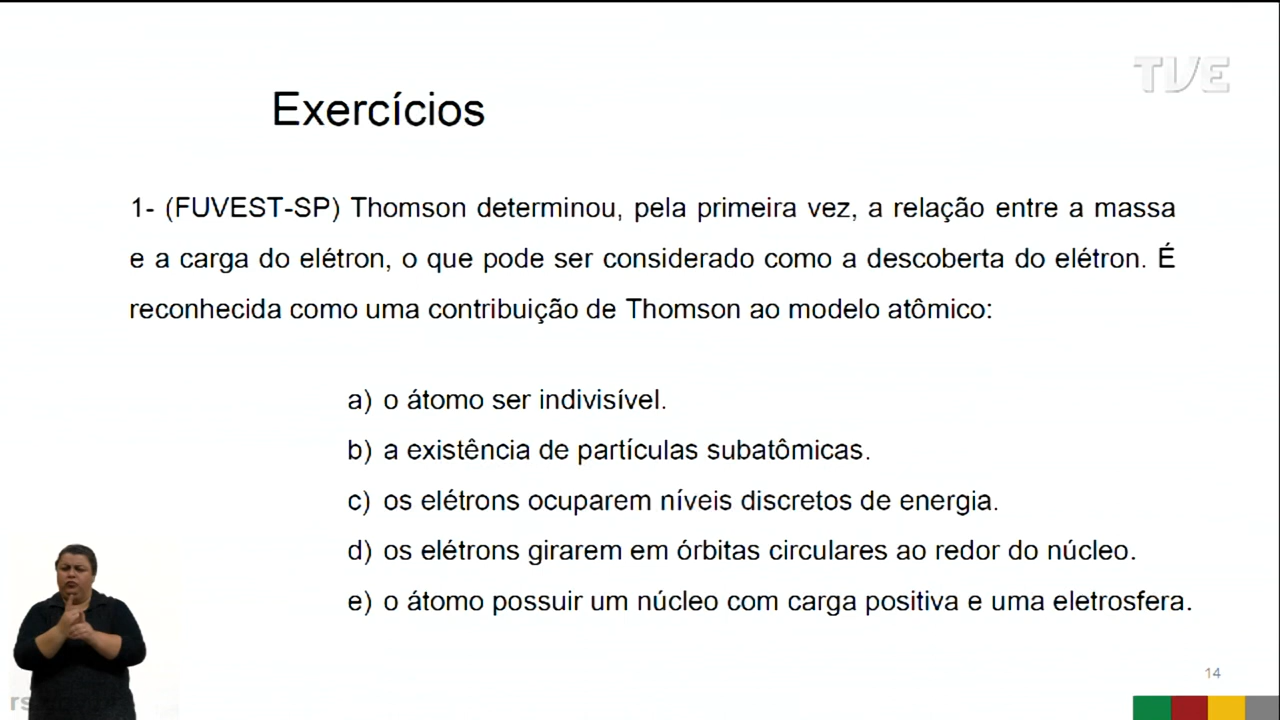 TVE
Exercícios
1- (FUVEST-SP) Thomson determinou, pela primeira vez, a relação entre a massa
e a carga do elétron, o que pode ser considerado como a descoberta do elétron. É
reconhecida como uma contribuição de Thomson ao modelo atômico:
a) o átomo ser indivisível.
b) a existência de partículas subatômicas.
c) os elétrons ocuparem níveis discretos de energia.
d) os elétrons girarem em órbitas circulares ao redor do núcleo.
e) o átomo possuir um núcleo com carga positiva e uma eletrosfera.
14